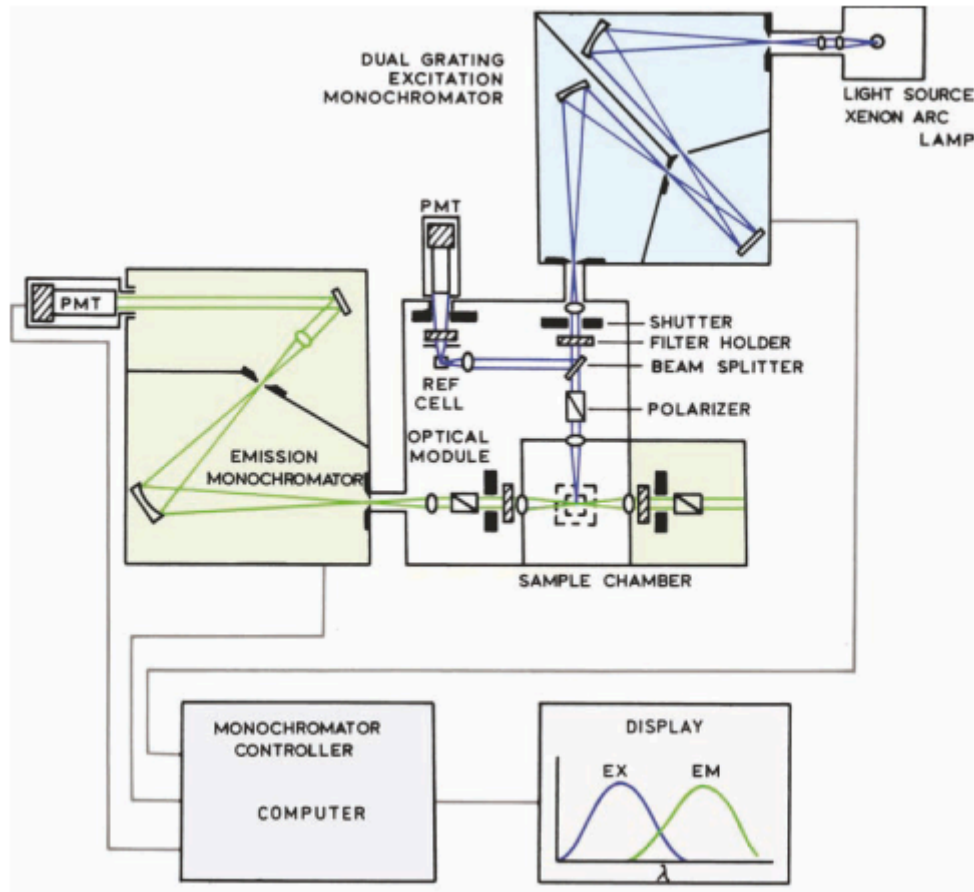 DUAL GRATING
EXCITATION
MONOCHROMATOR
LIGHT SOURCE
XENON ARC
LAMP
PMT
PMT
SHUTTER
FILTER HOLDER
BEAM SPLITTER
REF
CELL
POLARIZER
OPTICAL
MODULE
EMISSION
MONOCHROMATOR
SAMPLE CHAMBER
MONOCHROMATOR
CONTROLLER
COMPUTER
DISPLAY
EX
EM
λ